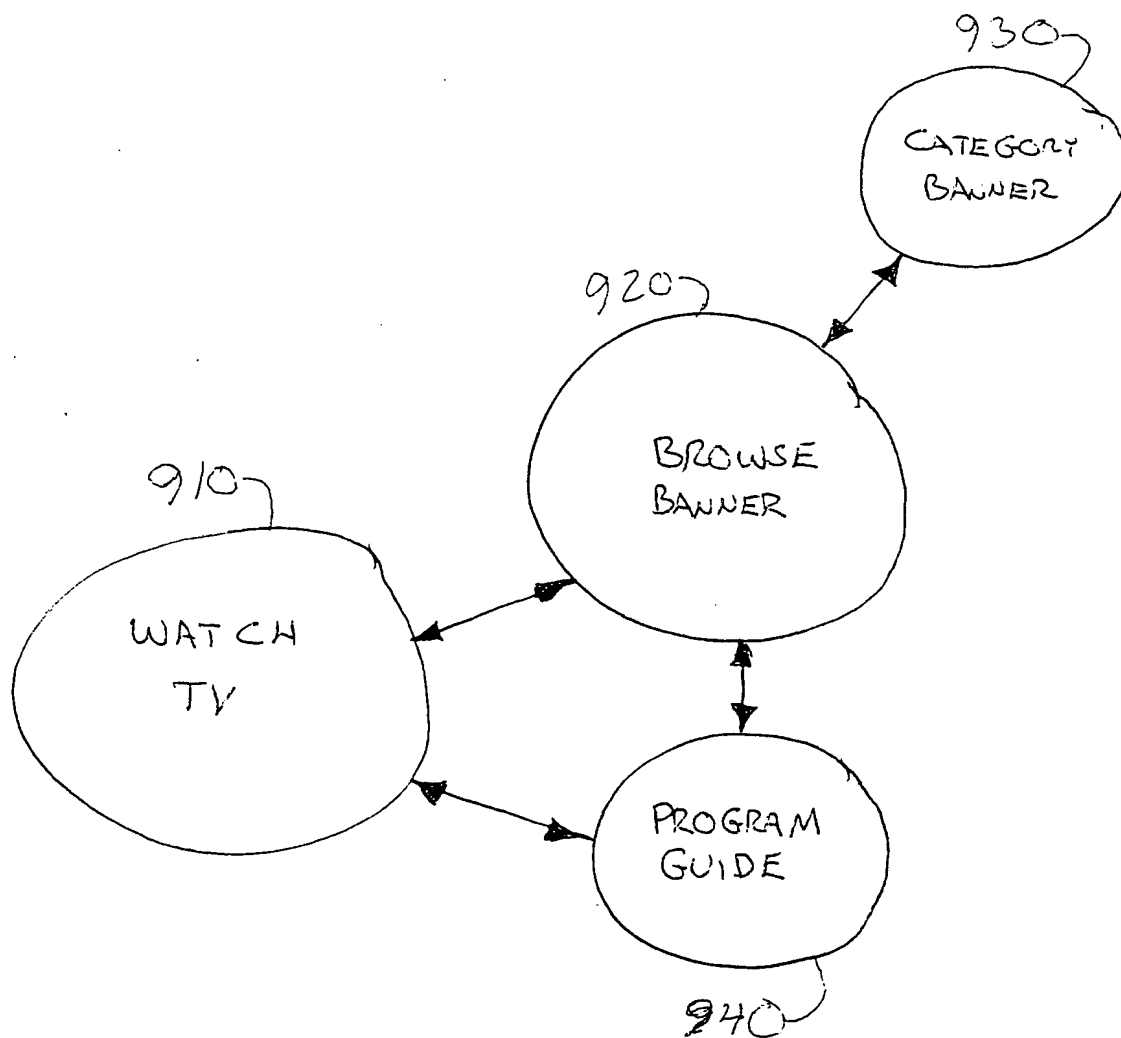 930
CATEGORY
BANNER
920
BROWSE
BANNER
910
WATCH
TV
PROGRAM
GUIDE
940